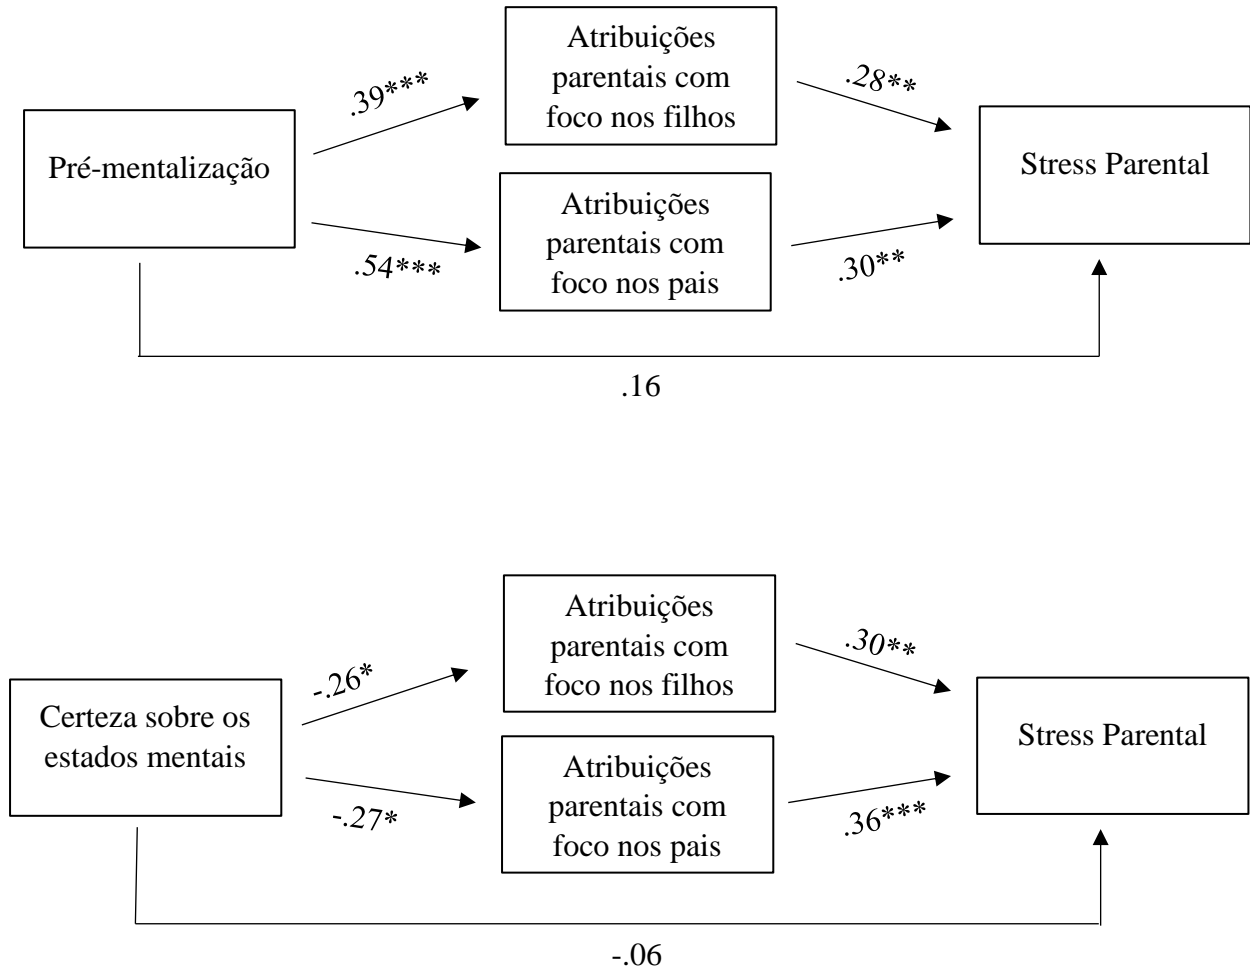 Atribuições
parentais com
foco nos filhos
.39***
.28**
Pré-mentalização
Stress Parental
Atribuições
parentais com
foco nos pais
.54***
.30**
.16
Atribuições
parentais com
foco nos filhos
-.26*
.30**
Certeza sobre os
estados mentais
Stress Parental
Atribuições
parentais com
foco nos pais
-.27*
.36***
-.06